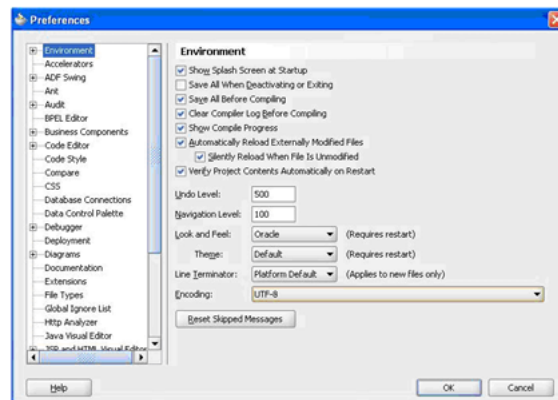 Preferences
Environment
Accelerators
ADF Swing
Ant
Audit
BPEL Editor
Business Components
Code Editor
Code Style
Compare
CSS
Database Connections
Data Control Palette
Debugger
Deployment
Diagrams
Documentation
Extensions
File Types
Global Ignore List
Http Analyzer
Java Visual Editor
JSP and HTML Visual Editor
Environment
Show Splash Screen at Startup
Save All When Deactivating or Exiting
Save All Before Compiling
Clear Compiler Log Before Compiling
Show Compile Progress
Automatically Reload Externally Modified Files
Silently Reload When File Is Unmodified
Verify Project Contents Automatically on Restart
Undo Level: 500
Navigation Level: 100
Look and Feel: Oracle (Requires restart)
Theme: Default (Requires restart)
Line Terminator: Platform Default (Applies to new files only)
Encoding: UTF-8
Reset Skipped Messages
Help OK Cancel